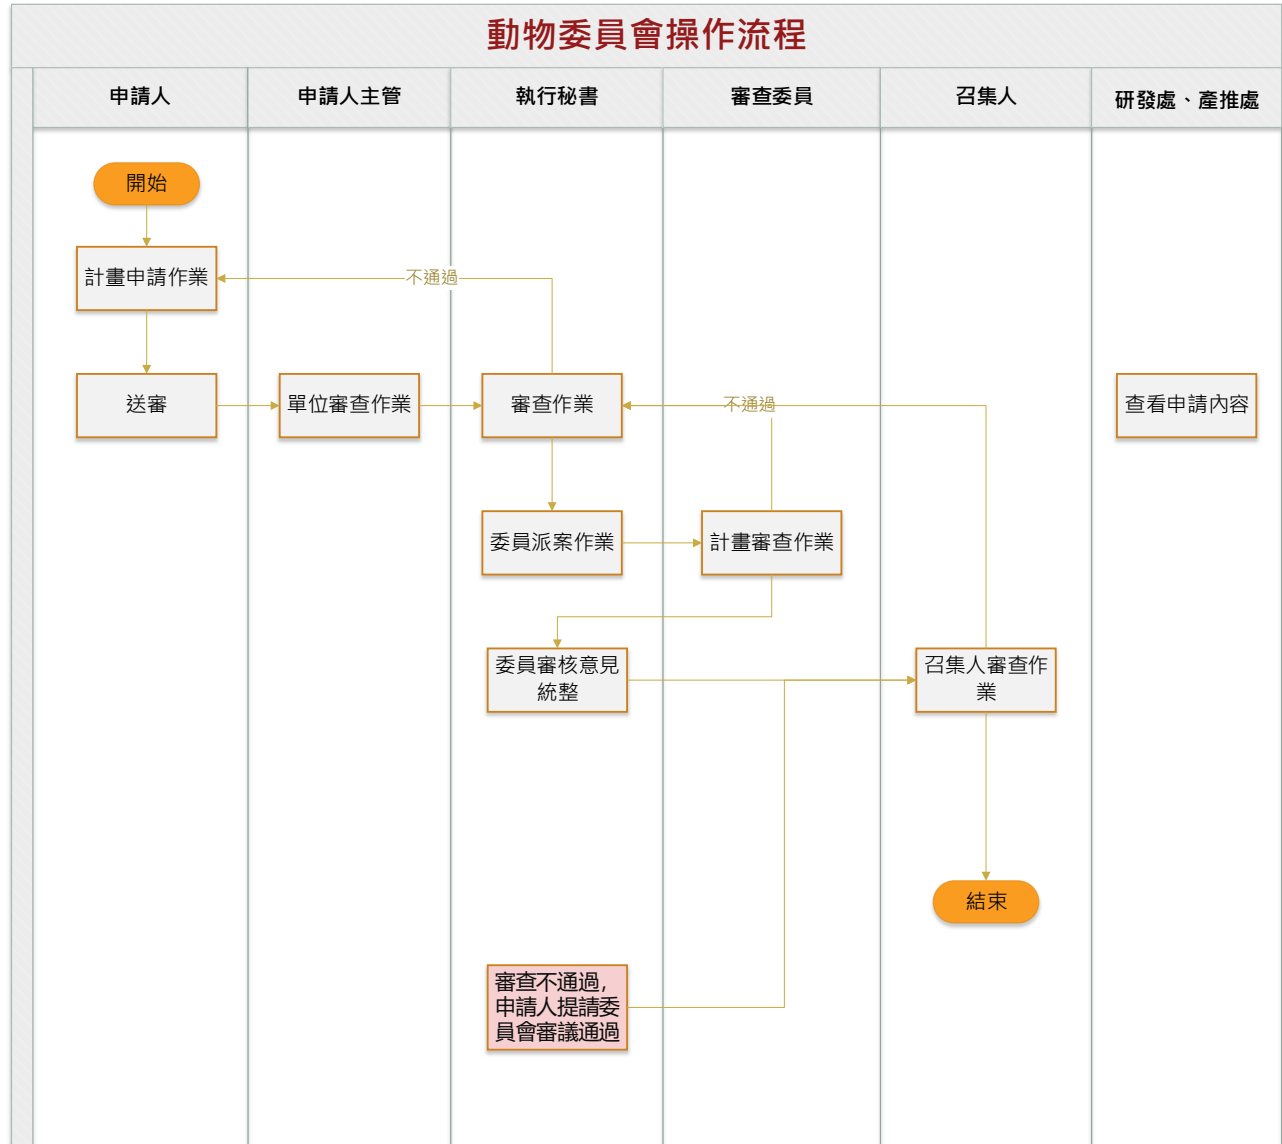 動物委員會操作流程
申請人
申請人主管
執行秘書
審查委員
召集人
研發處、產推處
開始
計畫申請作業
不通過
送審
單位審查作業
審查作業
不通過
查看申請內容
委員派案作業
計畫審查作業
委員審核意見
統整
召集人審查作
業
結束
審查不通過,
申請人提請委
員會審議通過